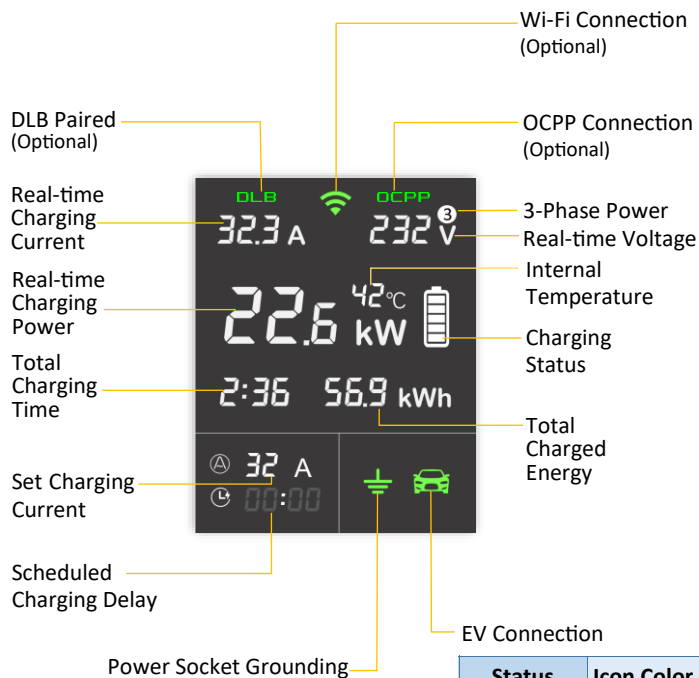 Wi-Fi Connection
(Optional)
DLB Paired
(Optional)
OCPP Connection
(Optional)
Real-time
Charging
Current
DLB
OCPP
32.3 A
232 V
3
3-Phase Power
Real-time Voltage
Internal
Temperature
Real-time
Charging
Power
22.6 kW
42°C
Charging
Status
Total
Charging
Time
2:36
56.9 kWh
Total
Charged
Energy
Set Charging
Current
A 32 A
00:00
Scheduled
Charging Delay
EV Connection
Power Socket Grounding
Status
Icon Color